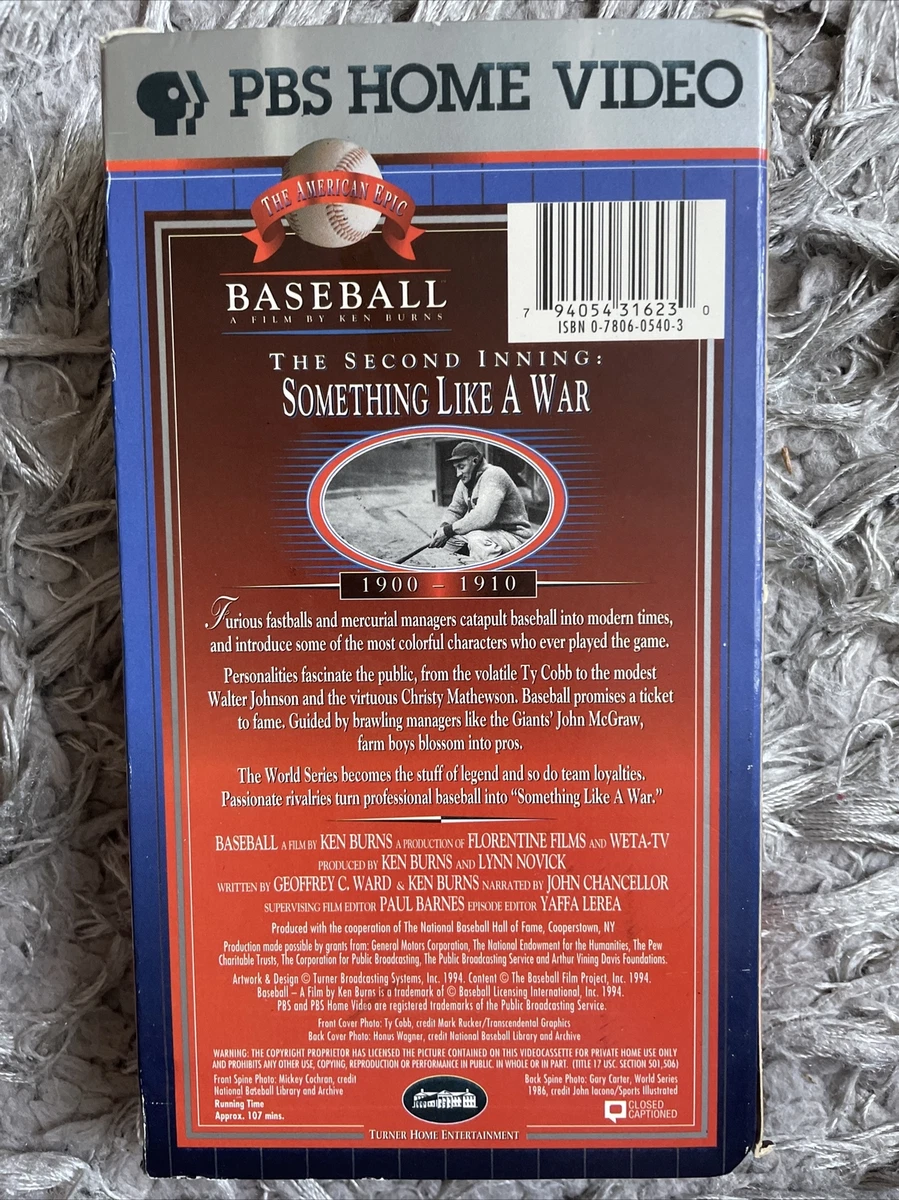 PBS HOME VIDEO
THE AMERICAN EPIC
BASEBALL™
A FILM BY KEN BURNS
7 94054 31623 0
ISBN 0-7806-0540-3
THE SECOND INNING:
SOMETHING LIKE A WAR
1900 – 1910
Furious fastballs and mercurial managers catapult baseball into modern times,
and introduce some of the most colorful characters who ever played the game.
Personalities fascinate the public, from the volatile Ty Cobb to the modest
Walter Johnson and the virtuous Christy Mathewson. Baseball promises a ticket
to fame. Guided by brawling managers like the Giants' John McGraw,
farm boys blossom into pros.
The World Series becomes the stuff of legend and so do team loyalties.
Passionate rivalries turn professional baseball into “Something Like A War.”
BASEBALL A FILM BY KEN BURNS A PRODUCTION OF FLORENTINE FILMS AND WETA-TV
PRODUCED BY KEN BURNS AND LYNN NOVICK
WRITTEN BY GEOFFREY C. WARD & KEN BURNS NARRATED BY JOHN CHANCELLOR
SUPERVISING FILM EDITOR PAUL BARNES EPISODE EDITOR YAFFA LEREA
Produced with the cooperation of The National Baseball Hall of Fame, Cooperstown, NY
Production made possible by grants from: General Motors Corporation, The National Endowment for the Humanities, The Pew
Charitable Trusts, The Corporation for Public Broadcasting, The Public Broadcasting Service and Arthur Vining Davis Foundations.
Artwork & Design © Turner Broadcasting Systems, Inc. 1994. Content © The Baseball Film Project, Inc. 1994.
Baseball – A Film by Ken Burns is a trademark of © Baseball Licensing International, Inc. 1994.
PBS and PBS Home Video are registered trademarks of the Public Broadcasting Service.
Front Cover Photo: Ty Cobb, credit Mark Rucker/Transcendental Graphics
Back Cover Photo: Honus Wagner, credit National Baseball Library and Archive
WARNING: THE COPYRIGHT PROPRIETOR HAS LICENSED THE PICTURE CONTAINED ON THIS VIDEOCASSETTE FOR PRIVATE HOME USE ONLY
AND PROHIBITS ANY OTHER USE, COPYING, REPRODUCTION OR PERFORMANCE IN PUBLIC, IN WHOLE OR IN PART. (TITLE 17 USC. SECTION 501,506)
Front Spine Photo: Mickey Cochran, credit
National Baseball Library and Archive
Running Time
Approx. 107 mins.
Back Spine Photo: Gary Carter, World Series
1986, credit John Iacono/Sports Illustrated
CLOSED
CAPTIONED
TURNER HOME ENTERTAINMENT